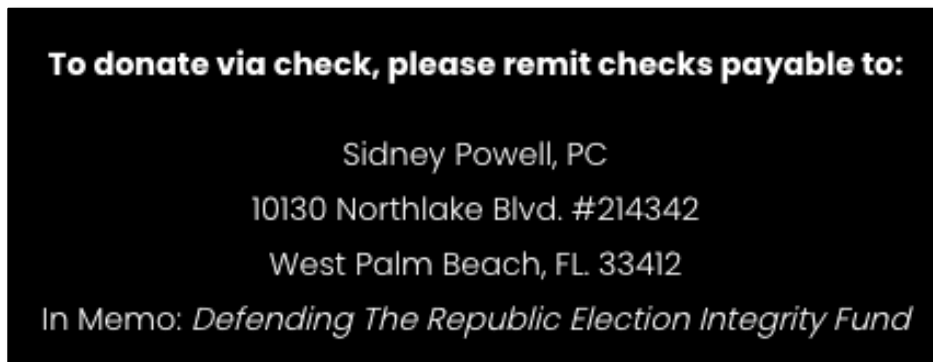 To donate via check, please remit checks payable to:
Sidney Powell, PC
10130 Northlake Blvd. #214342
West Palm Beach, FL. 33412
In Memo: Defending The Republic Election Integrity Fund